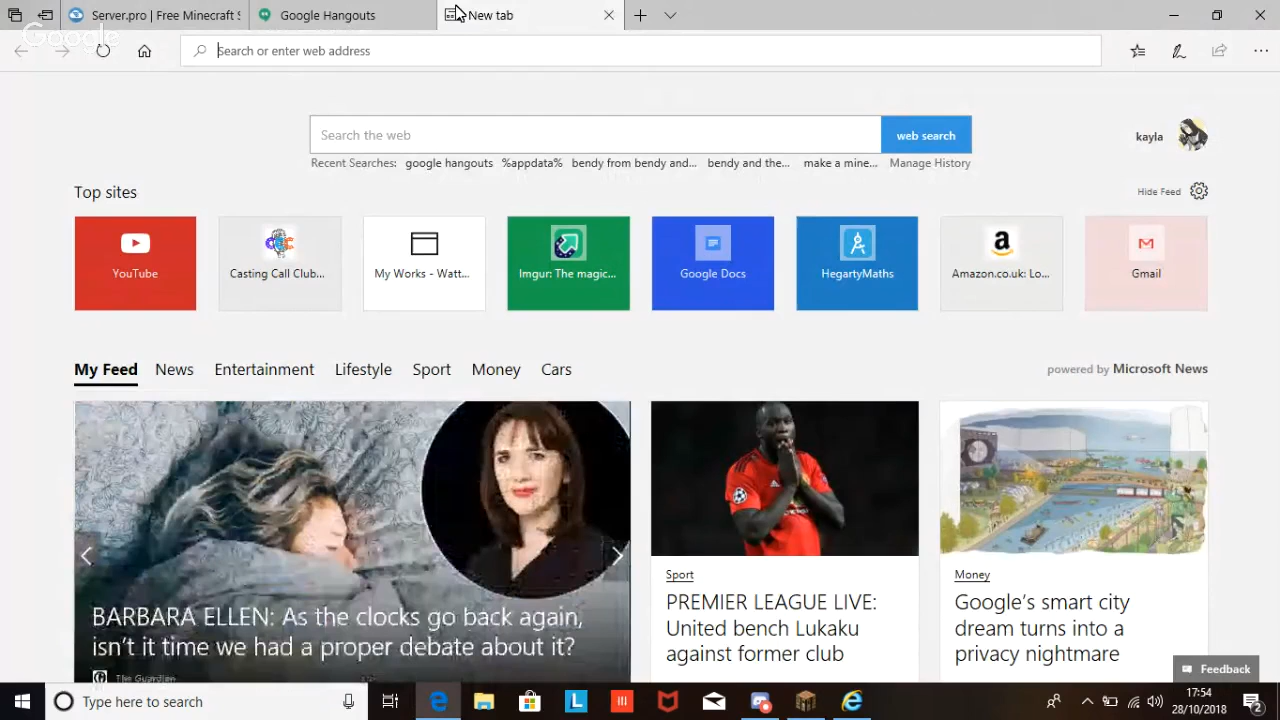 Server.pro | Free Minecraft S
Google Hangouts
New tab
Google
Search or enter web address
Search the web
web search
kayla
Recent Searches: google hangouts %appdata% bendy from bendy and... bendy and the... make a mine... Manage History
Top sites
Hide Feed
YouTube
Casting Call Club...
My Works - Watt...
Imgur: The magic...
Google Docs
HegartyMaths
Amazon.co.uk: Lo...
Gmail
My Feed News Entertainment Lifestyle Sport Money Cars
powered by Microsoft News
BARBARA ELLEN: As the clocks go back again,
isn't it time we had a proper debate about it?
The Guardian
Sport
PREMIER LEAGUE LIVE:
United bench Lukaku
against former club
Money
Google's smart city
dream turns into a
privacy nightmare
Feedback
Type here to search
17:54
28/10/2018
2